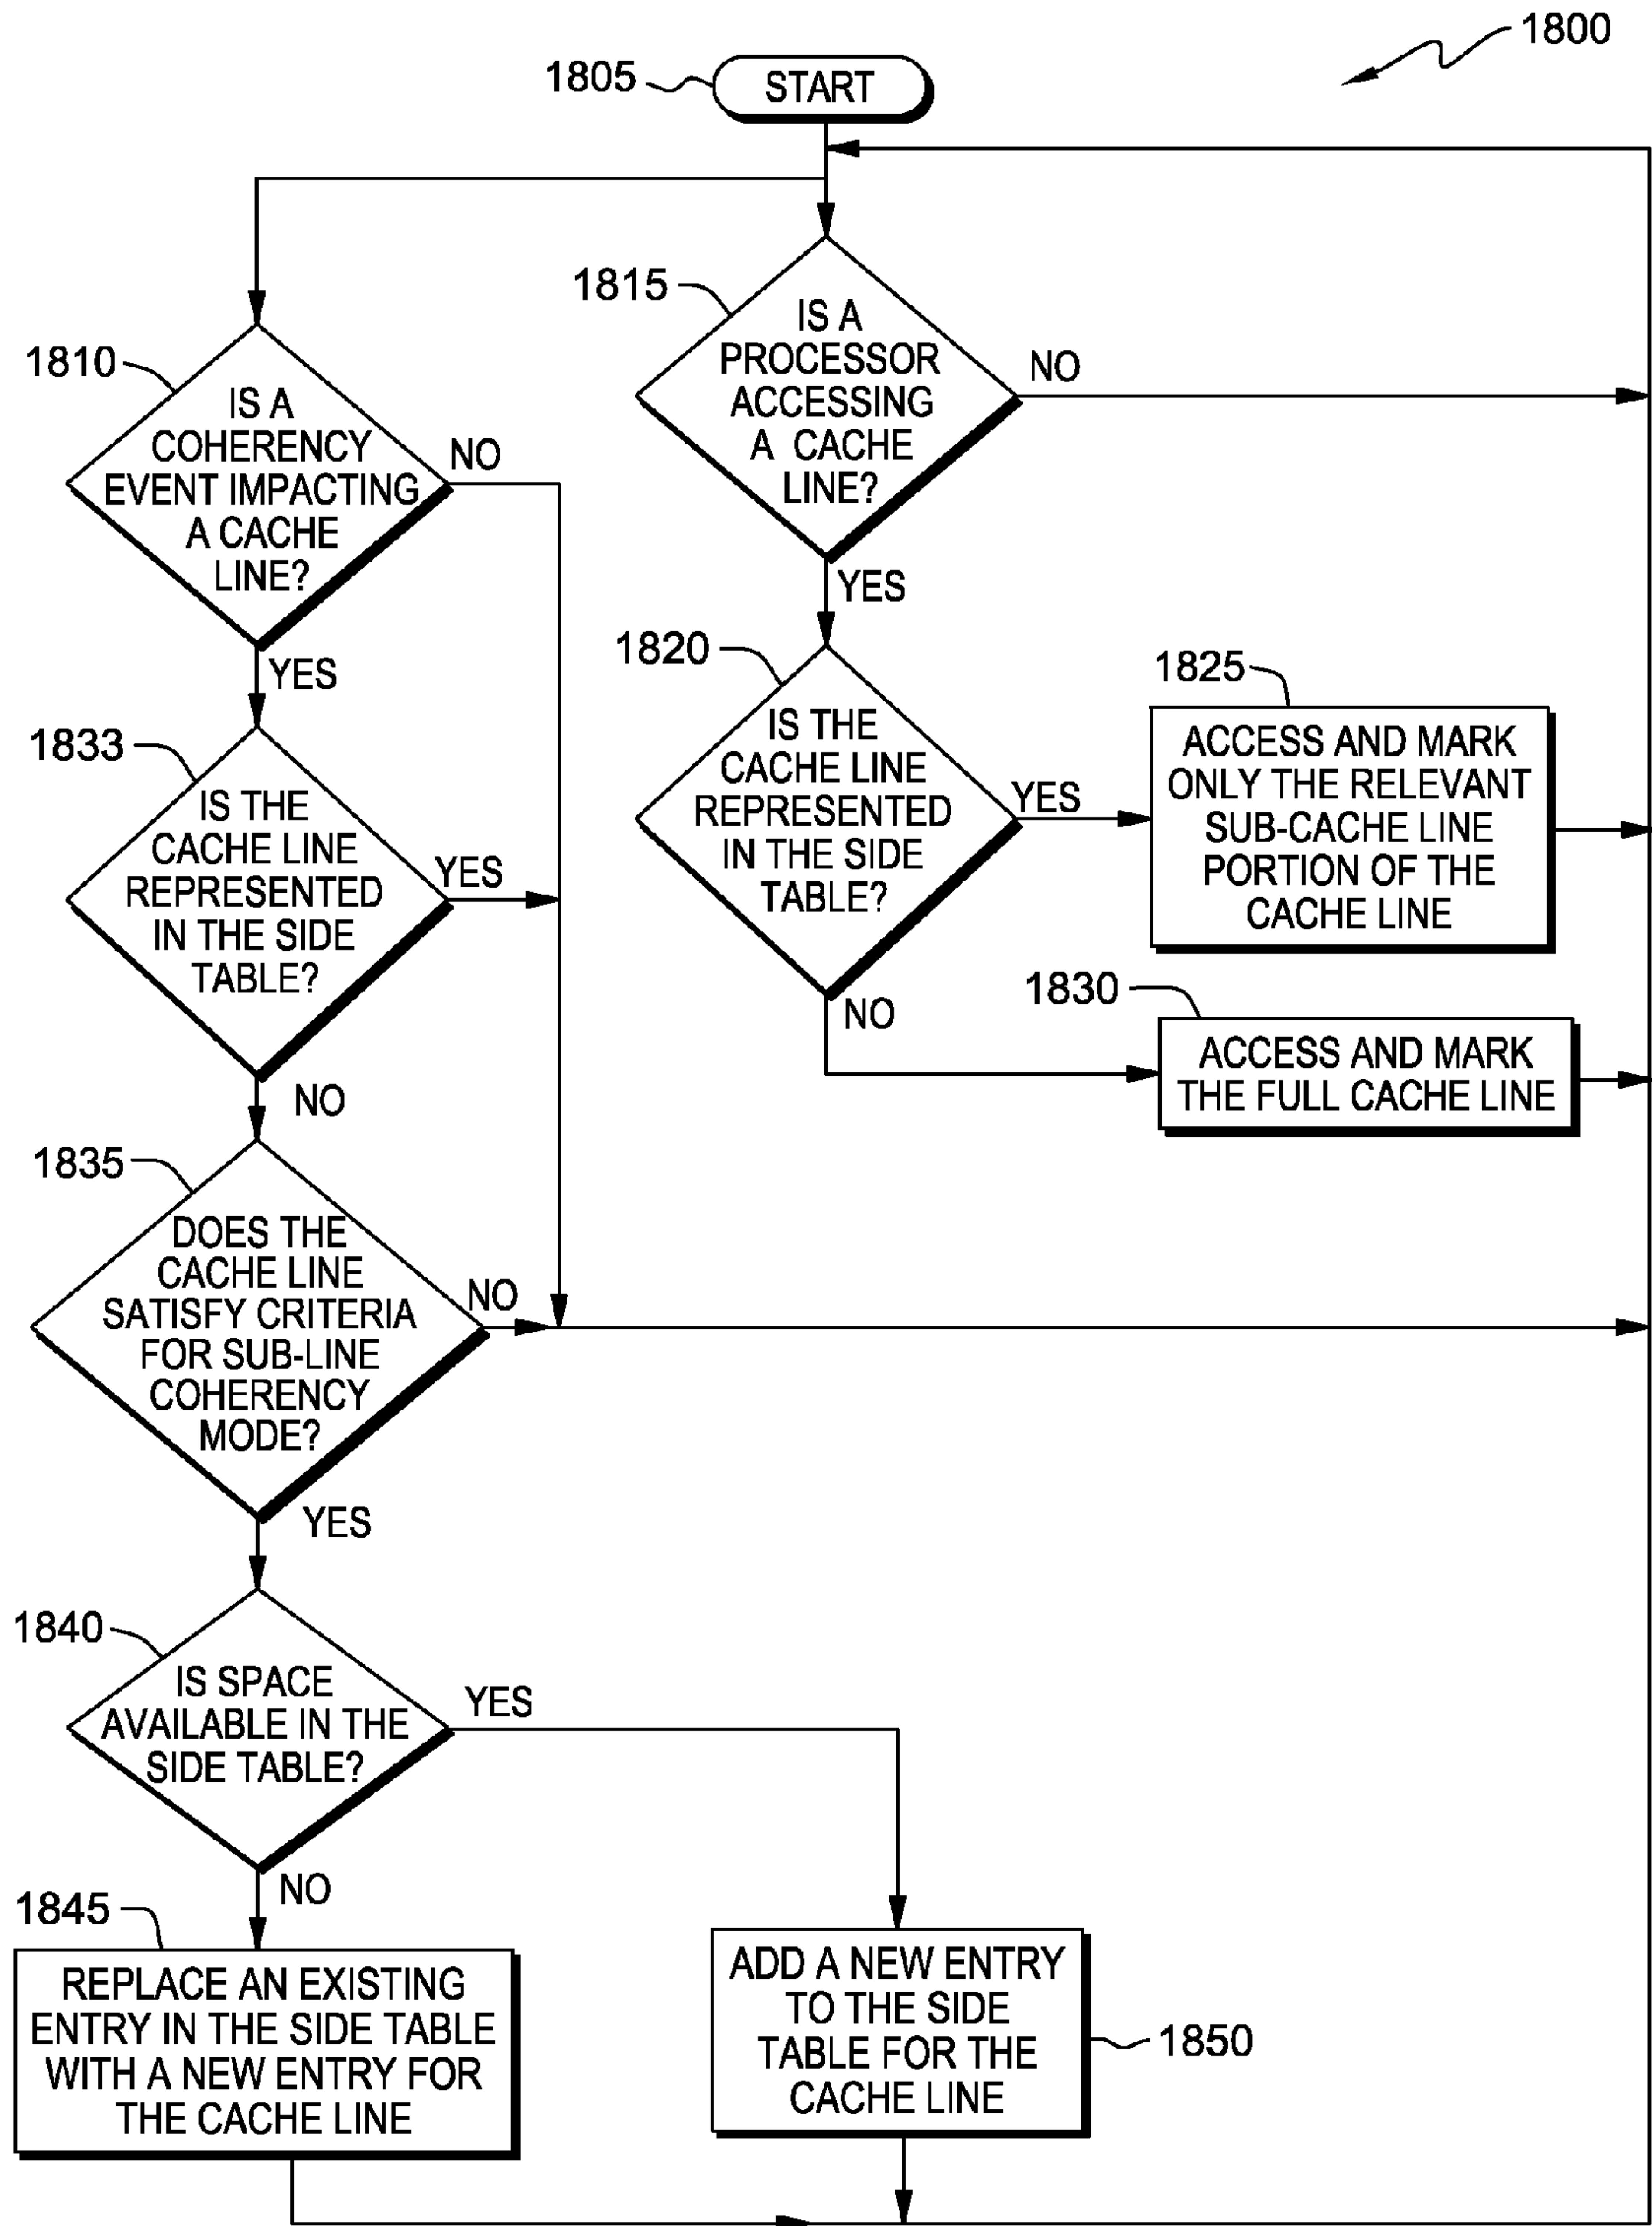 1800
1805
START
1815
IS A
PROCESSOR
ACCESSING
A CACHE
LINE?
NO
YES
1810
IS A
COHERENCY
EVENT IMPACTING
A CACHE
LINE?
NO
YES
1820
IS THE
CACHE LINE
REPRESENTED
IN THE SIDE
TABLE?
YES
NO
1825
ACCESS AND MARK
ONLY THE RELEVANT
SUB-CACHE LINE
PORTION OF THE
CACHE LINE
1833
IS THE
CACHE LINE
REPRESENTED
IN THE SIDE
TABLE?
YES
NO
1830
ACCESS AND MARK
THE FULL CACHE LINE
1835
DOES THE
CACHE LINE
SATISFY CRITERIA
FOR SUB-LINE
COHERENCY
MODE?
NO
YES
1840
IS SPACE
AVAILABLE IN THE
SIDE TABLE?
YES
NO
1845
REPLACE AN EXISTING
ENTRY IN THE SIDE TABLE
WITH A NEW ENTRY FOR
THE CACHE LINE
ADD A NEW ENTRY
TO THE SIDE
TABLE FOR THE
CACHE LINE
1850